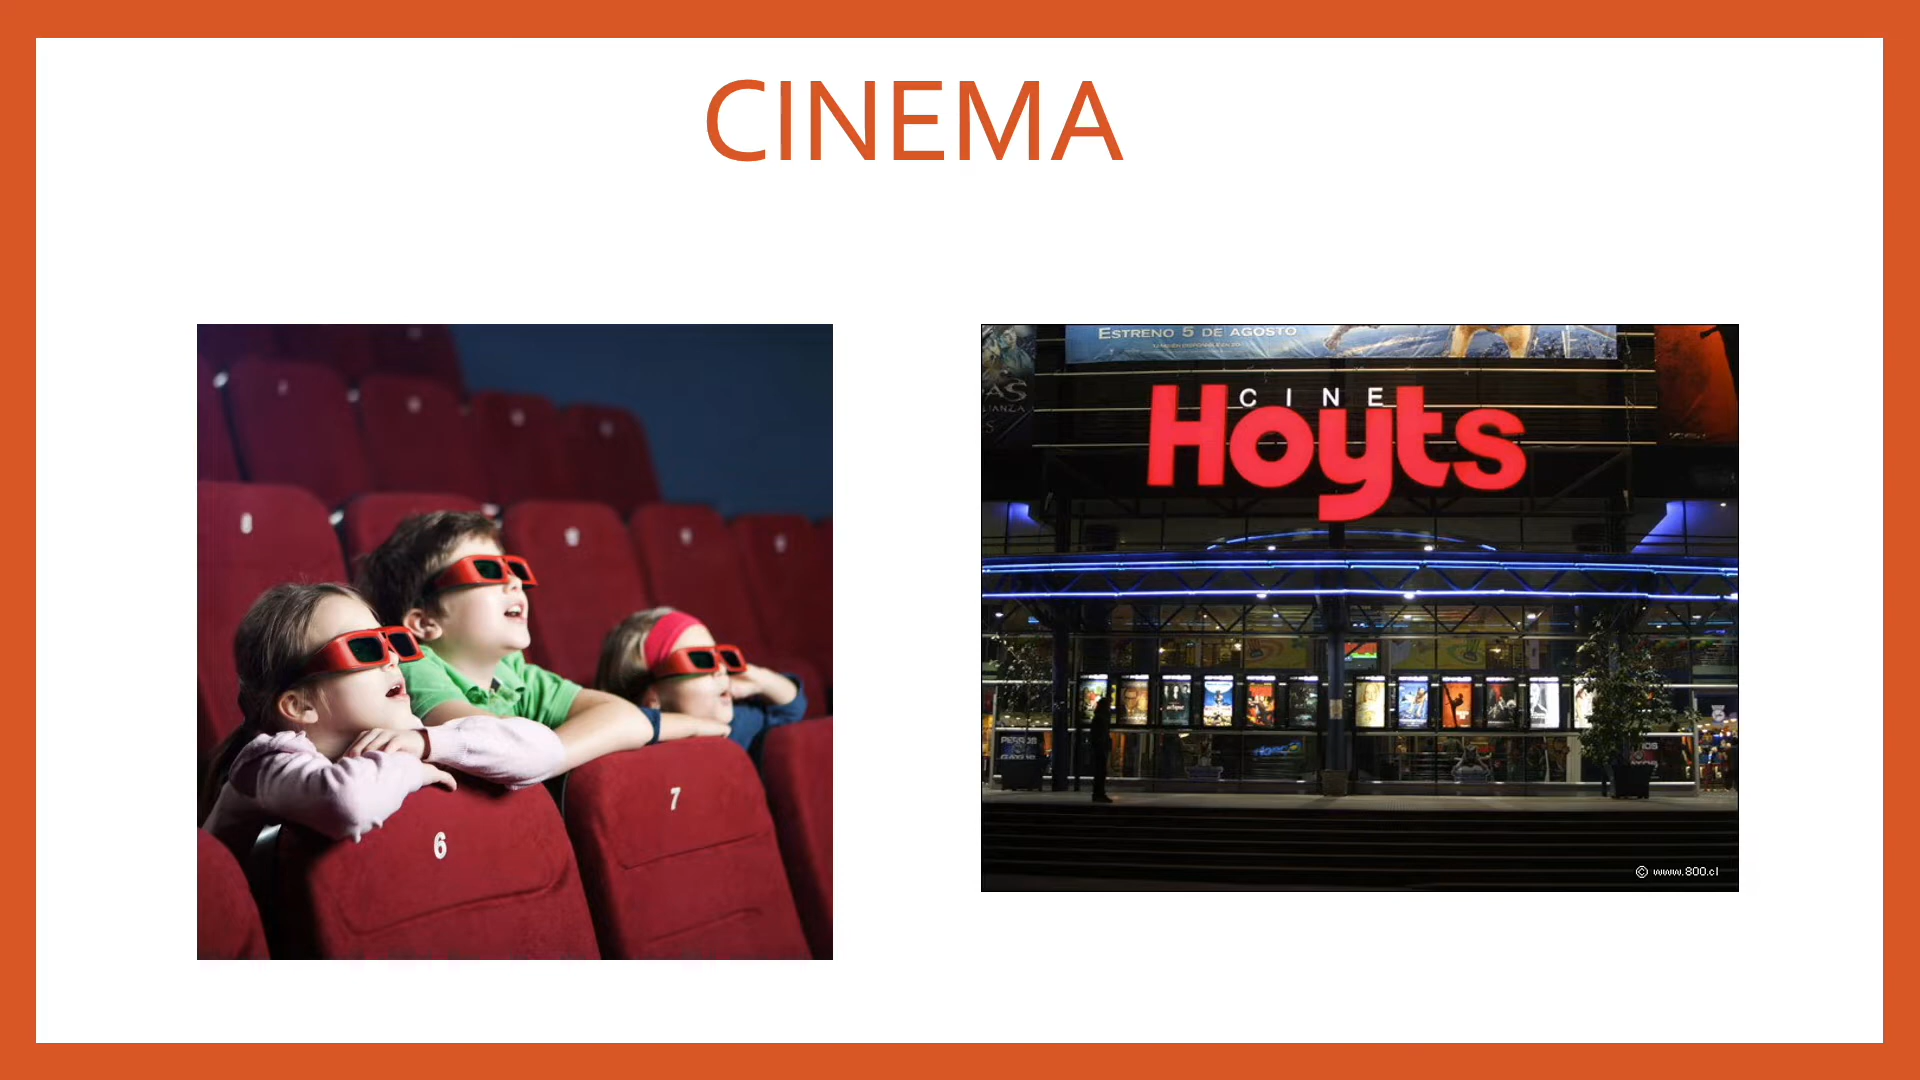 CINEMA
6
7
ESTRENO 5 DE AGOSTO
CINE
Hoyts
© www.800.cl